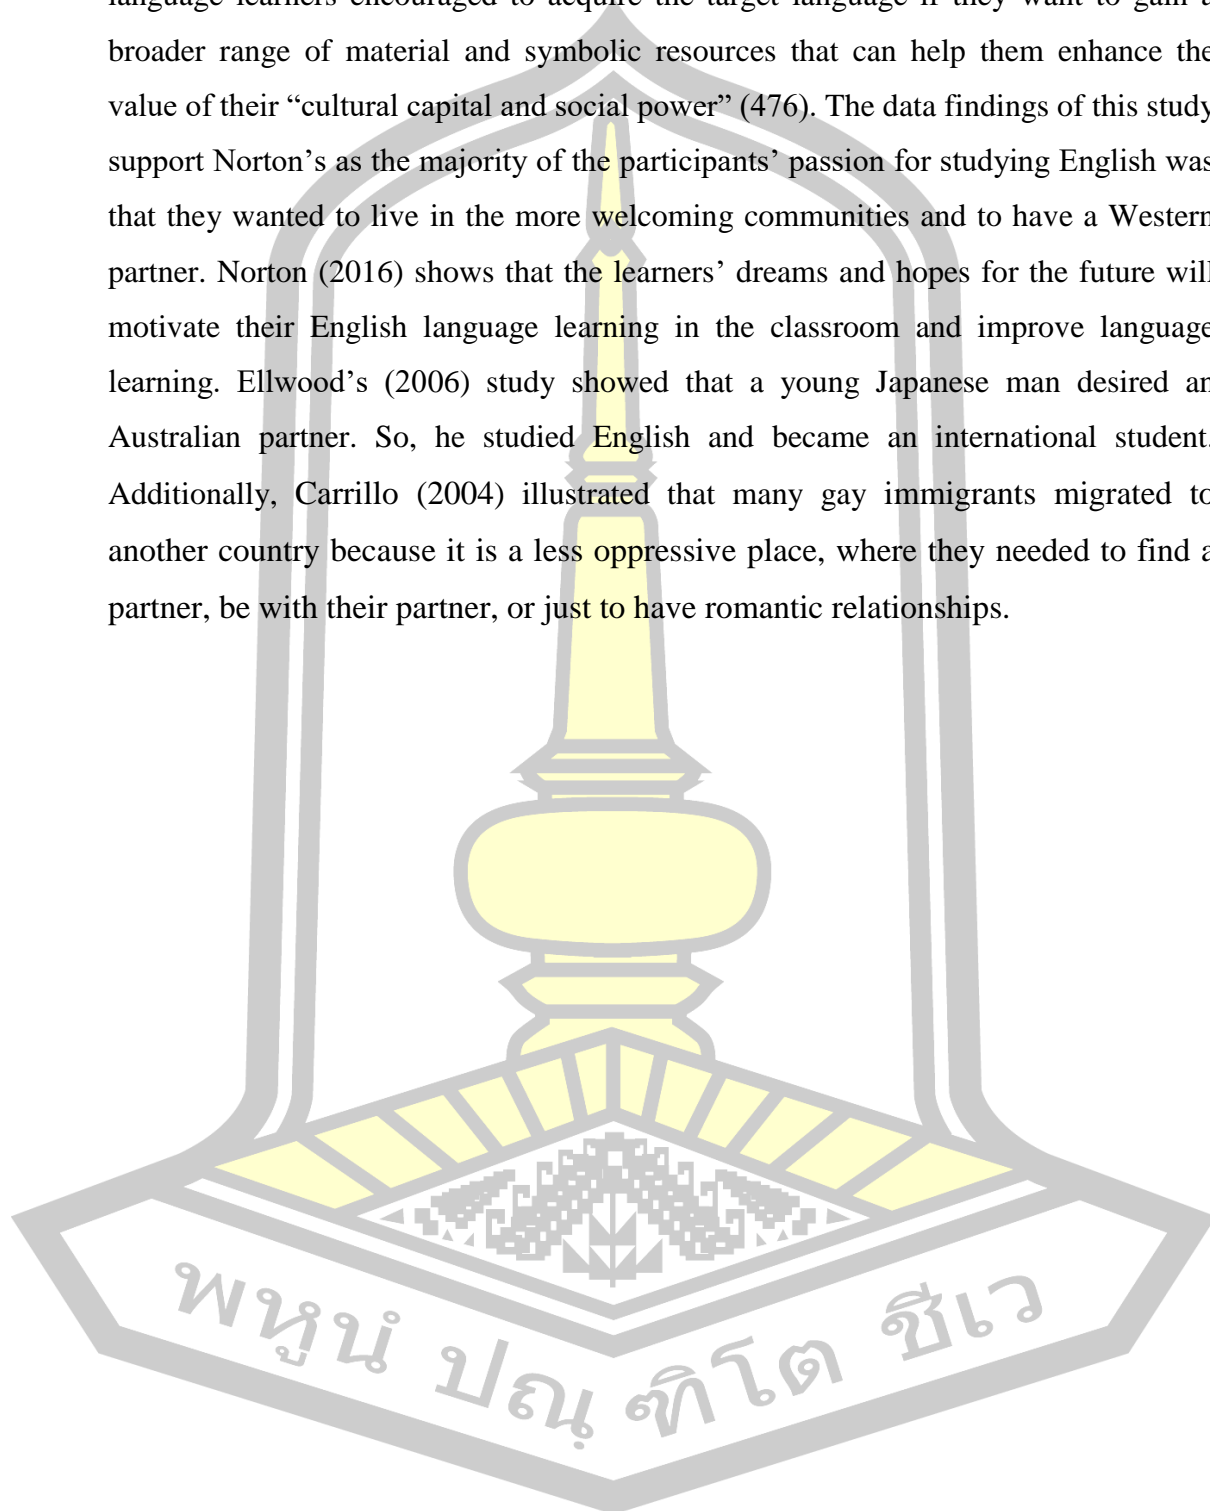 language learners encouraged to acquire the target language if they want to gain a
broader range of material and symbolic resources that can help them enhance the
value of their “cultural capital and social power” (476). The data findings of this study
support Norton’s as the majority of the participants’ passion for studying English was
that they wanted to live in the more welcoming communities and to have a Western
partner. Norton (2016) shows that the learners’ dreams and hopes for the future will
motivate their English language learning in the classroom and improve language
learning. Ellwood’s (2006) study showed that a young Japanese man desired an
Australian partner. So, he studied English and became an international student.
Additionally, Carrillo (2004) illustrated that many gay immigrants migrated to
another country because it is a less oppressive place, where they needed to find a
partner, be with their partner, or just to have romantic relationships.
พหูนํ ปณฺฑิโต ชีเว